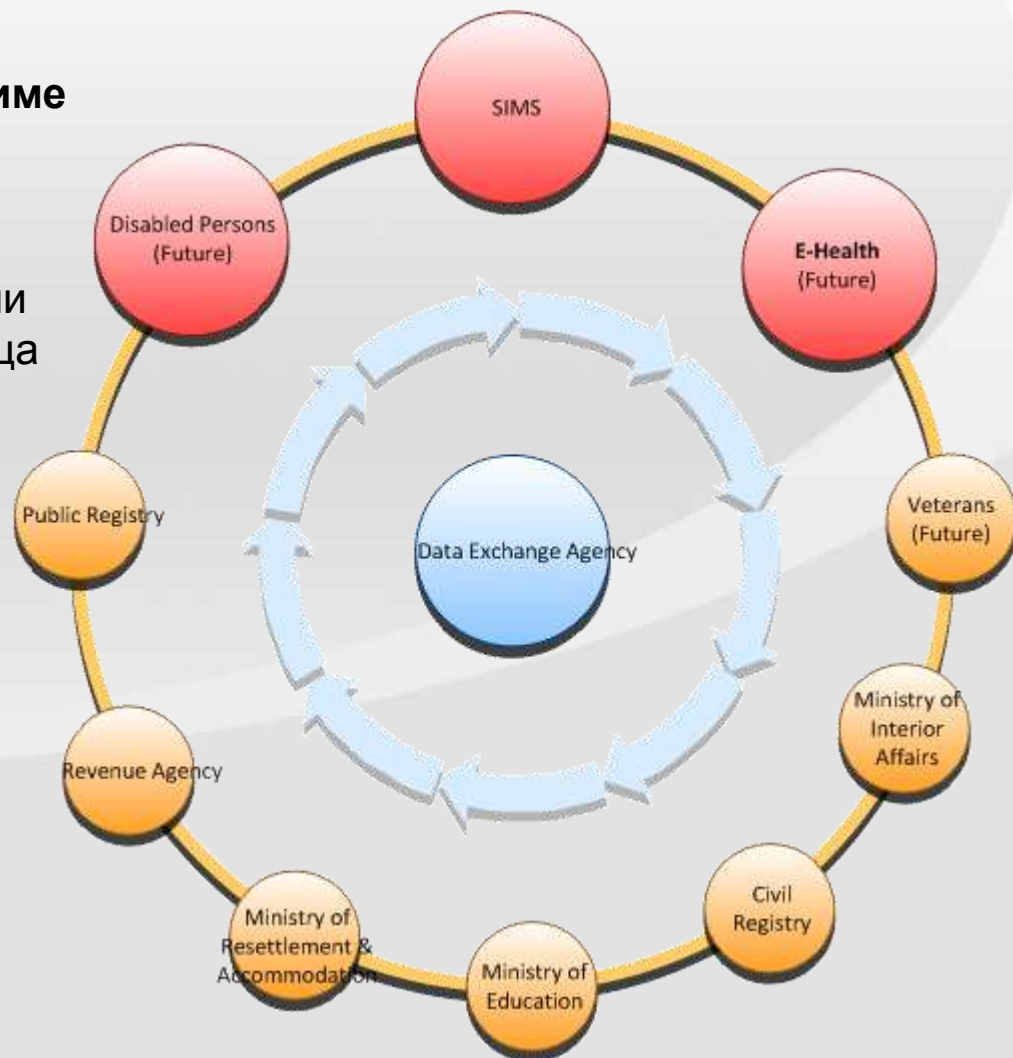 име
ии
ца
SIMS
Disabled Persons
(Future)
E-Health
(Future)
Public Registry
Data Exchange Agency
Veterans
(Future)
Ministry of
Interior
Affairs
Revenue Agency
Civil
Registry
Ministry of
Resettlement &
Accommodation
Ministry of
Education